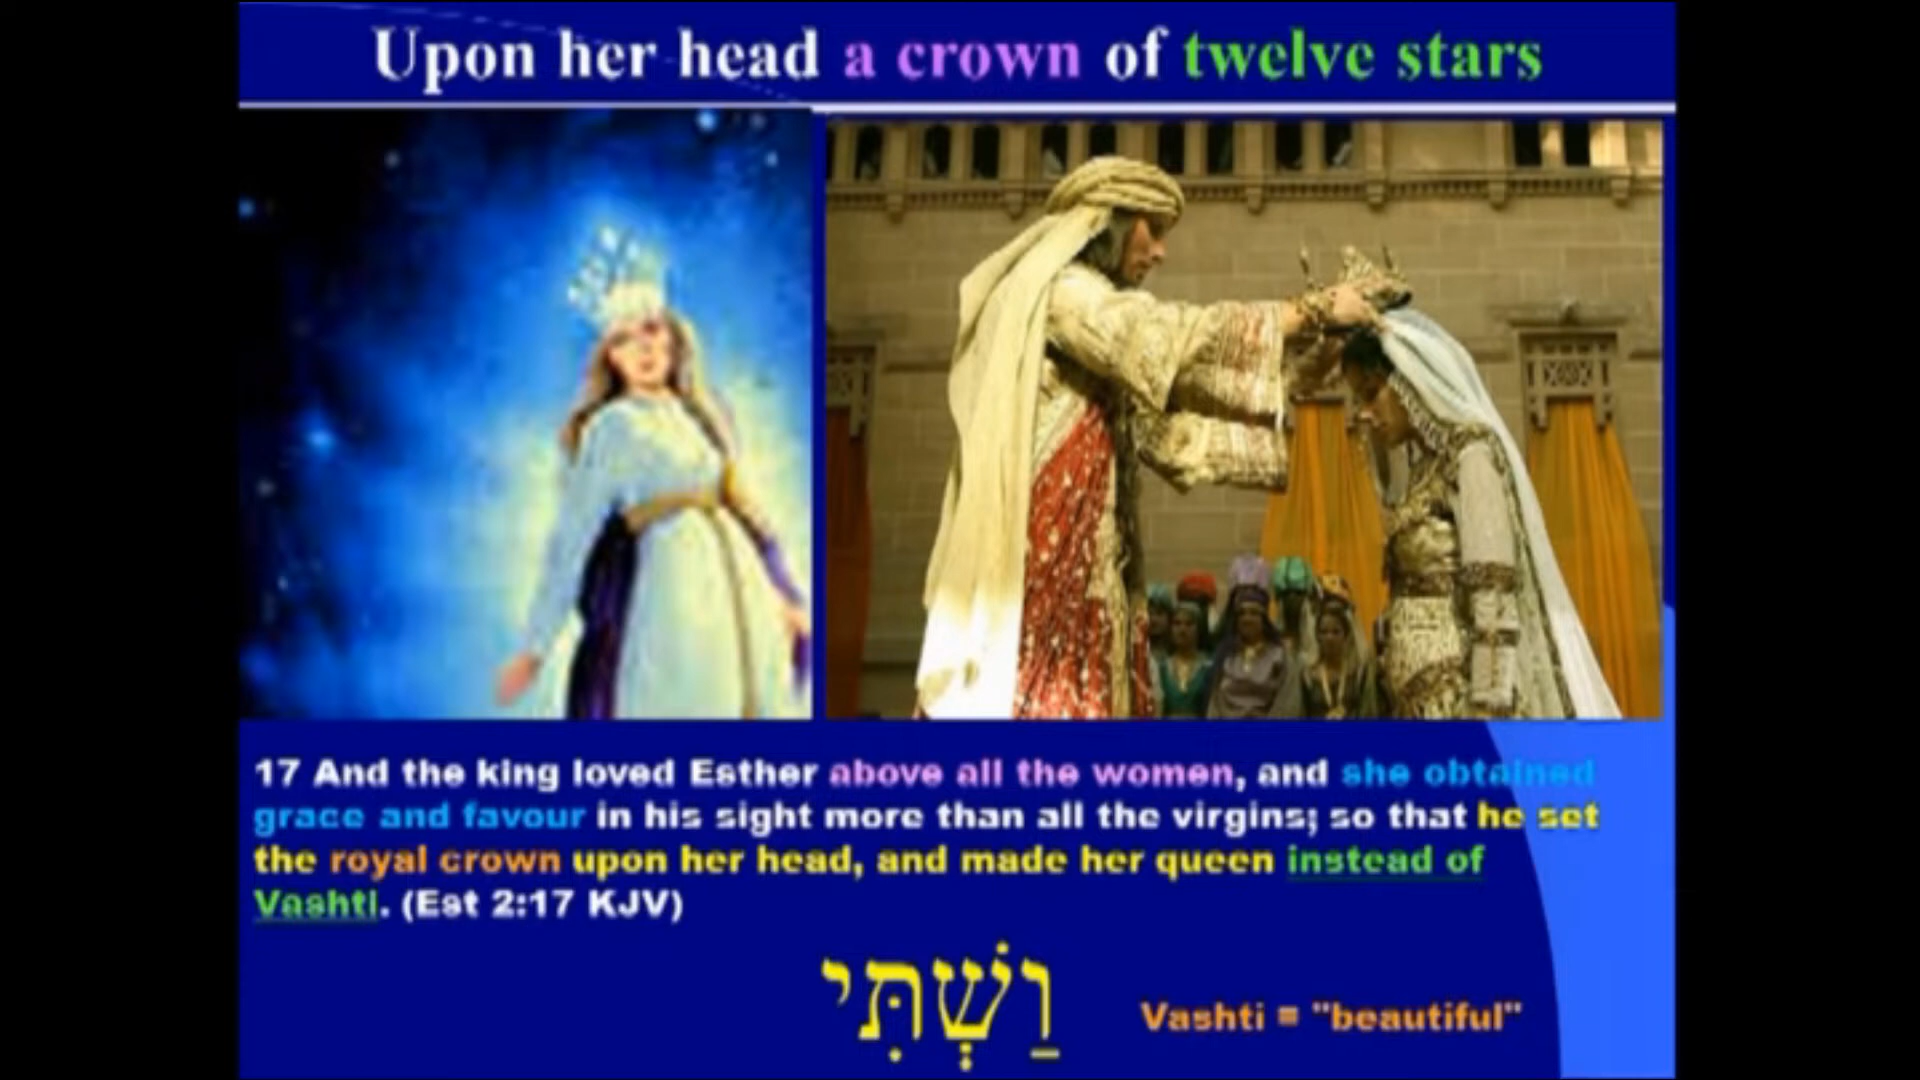 Upon her head a crown of twelve stars
17 And the king loved Esther above all the women, and she obtained
grace and favour in his sight more than all the virgins; so that he set
the royal crown upon her head, and made her queen instead of
Vashti. (Est 2:17 KJV)
וַשְׁתִּי
Vashti = "beautiful"